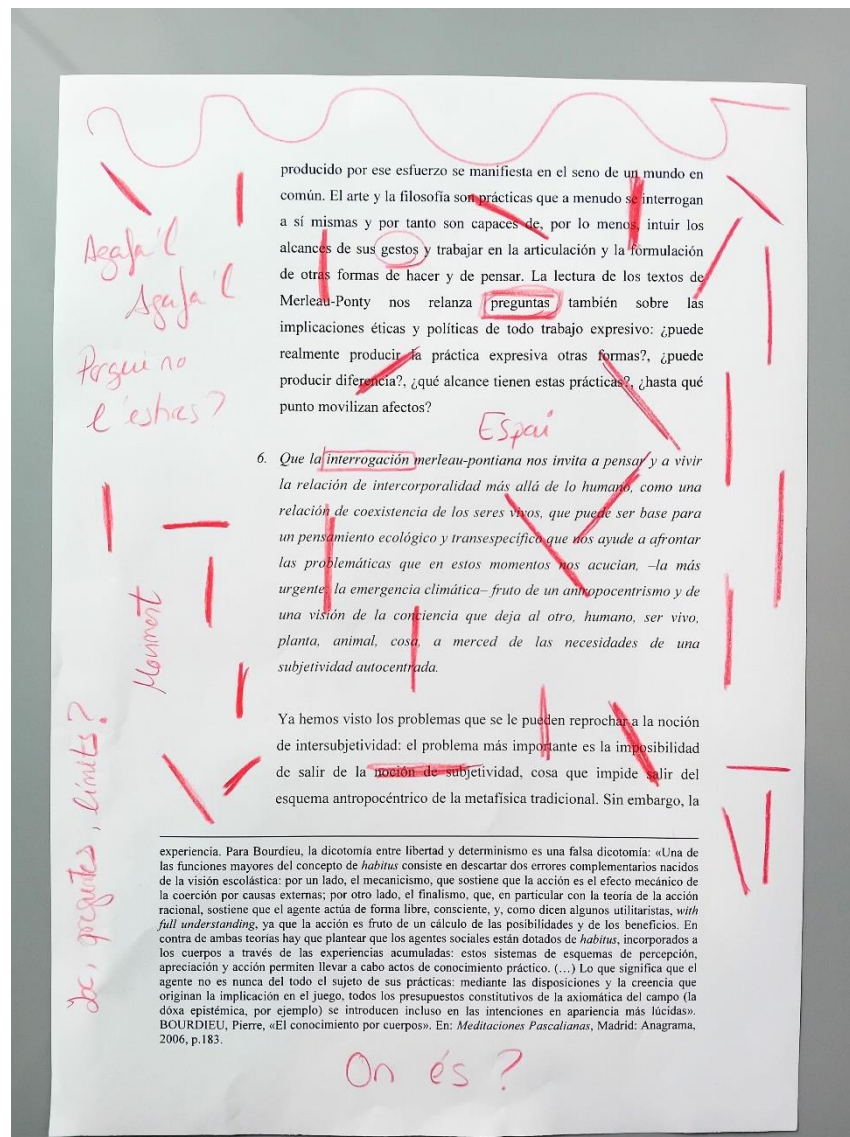 producido por ese esfuerzo se manifiesta en el seno de un mundo en
común. El arte y la filosofía son prácticas que a menudo se interrogan
a sí mismas y por tanto son capaces de, por lo menos, intuir los
alcances de sus gestos y trabajar en la articulación y la formulación
de otras formas de hacer y de pensar. La lectura de los textos de
Merleau-Ponty nos relanza preguntas también sobre las
implicaciones éticas y políticas de todo trabajo expresivo: ¿puede
realmente producir la práctica expresiva otras formas?, ¿puede
producir diferencia?, ¿qué alcance tienen estas prácticas?, ¿hasta qué
punto movilizan afectos?
Agafa'l
Agafa'l
Perquè no
l'estires?
Espai
6. Que la interrogación merleau-pontiana nos invita a pensar y a vivir
la relación de intercorporalidad más allá de lo humano, como una
relación de coexistencia de los seres vivos, que puede ser base para
un pensamiento ecológico y transespecífico que nos ayude a afrontar
las problemáticas que en estos momentos nos acucian, –la más
urgente; la emergencia climática– fruto de un antropocentrismo y de
una visión de la conciencia que deja al otro, humano, ser vivo,
planta, animal, cosa, a merced de las necesidades de una
subjetividad autocentrada.
Moviment
Ya hemos visto los problemas que se le pueden reprochar a la noción
de intersubjetividad: el problema más importante es la imposibilidad
de salir de la noción de subjetividad, cosa que impide salir del
esquema antropocéntrico de la metafísica tradicional. Sin embargo, la
preguntes, límits?
experiencia. Para Bourdieu, la dicotomía entre libertad y determinismo es una falsa dicotomía: «Una de
las funciones mayores del concepto de habitus consiste en descartar dos errores complementarios nacidos
de la visión escolástica: por un lado, el mecanicismo, que sostiene que la acción es el efecto mecánico de
la coerción por causas externas; por otro lado, el finalismo, que, en particular con la teoría de la acción
racional, sostiene que el agente actúa de forma libre, consciente, y, como dicen algunos utilitaristas, with
full understanding, ya que la acción es fruto de un cálculo de las posibilidades y de los beneficios. En
contra de ambas teorías hay que plantear que los agentes sociales están dotados de habitus, incorporados a
los cuerpos a través de las experiencias acumuladas: estos sistemas de esquemas de percepción,
apreciación y acción permiten llevar a cabo actos de conocimiento práctico. (…) Lo que significa que el
agente no es nunca del todo el sujeto de sus prácticas: mediante las disposiciones y la creencia que
originan la implicación en el juego, todos los presupuestos constitutivos de la axiomática del campo (la
dóxa epistémica, por ejemplo) se introducen incluso en las intenciones en apariencia más lúcidas».
BOURDIEU, Pierre, «El conocimiento por cuerpos». En: Meditaciones Pascalianas, Madrid: Anagrama,
2006, p.183.
On és?